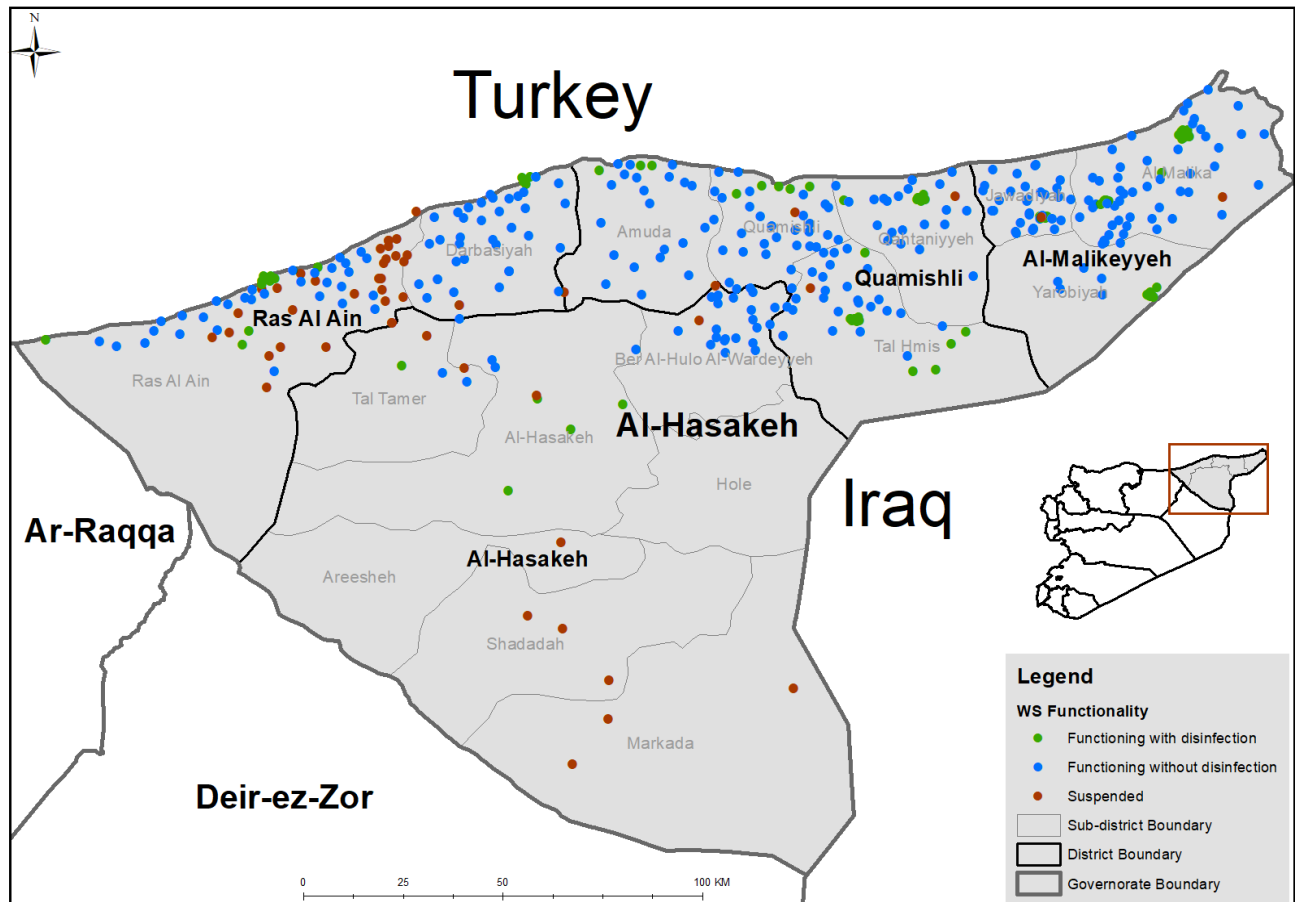 N
Turkey
Al-Malika
Jawadiyah
Quamishli
Amuda
Qahtaniyyeh
Darbasiyah
Al-Malikeyyeh
Quamishli
Yarobiyah
Ras Al Ain
Tal Hmis
Ber Al-Hulo Al-Wardeyyeh
Ras Al Ain
Tal Tamer
Al-Hasakeh
Al-Hasakeh
Hole
Iraq
Ar-Raqqa
Al-Hasakeh
Areesheh
Shadadah
Markada
Deir-ez-Zor
Legend
WS Functionality
Functioning with disinfection
Functioning without disinfection
Suspended
Sub-district Boundary
District Boundary
Governorate Boundary
0 25 50 100 KM